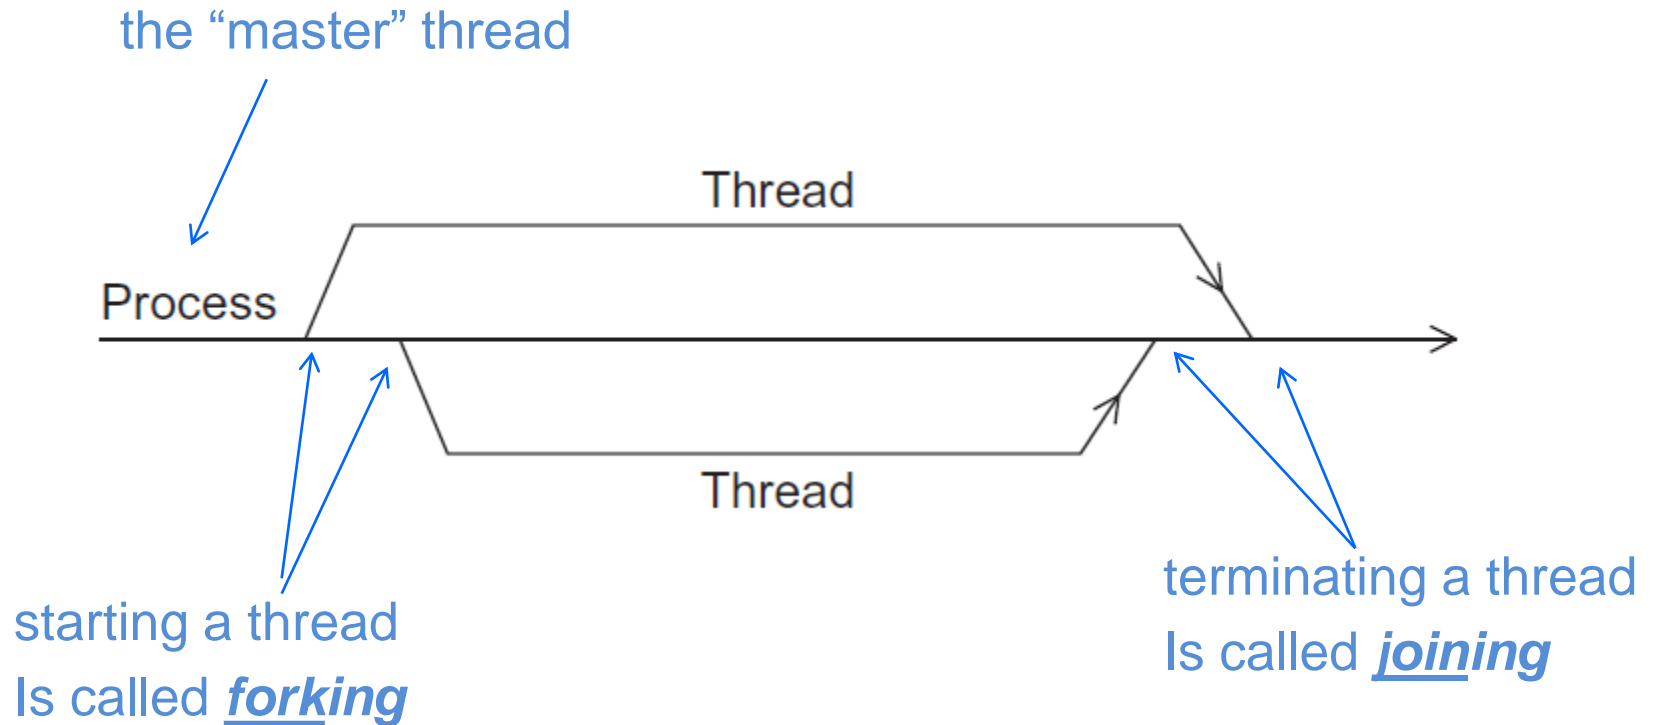 the “master” thread
Thread
Process
Thread
starting a thread
Is called forking
terminating a thread
Is called joining